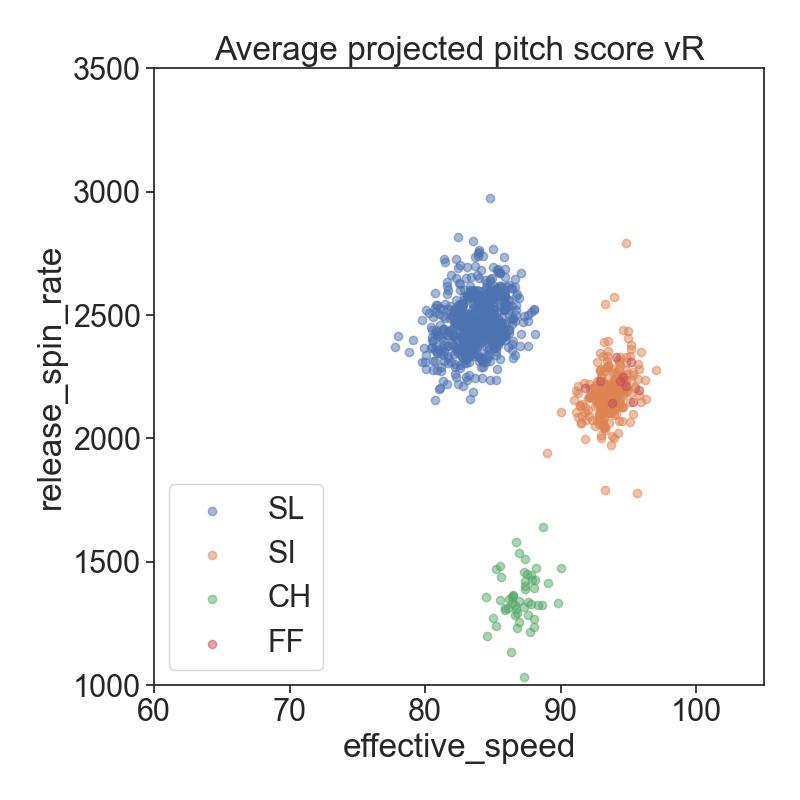 Average projected pitch score vR
3500
3000
2500
2000
1500
1000
release_spin_rate
SL
SI
CH
FF
60 70 80 90 100
effective_speed